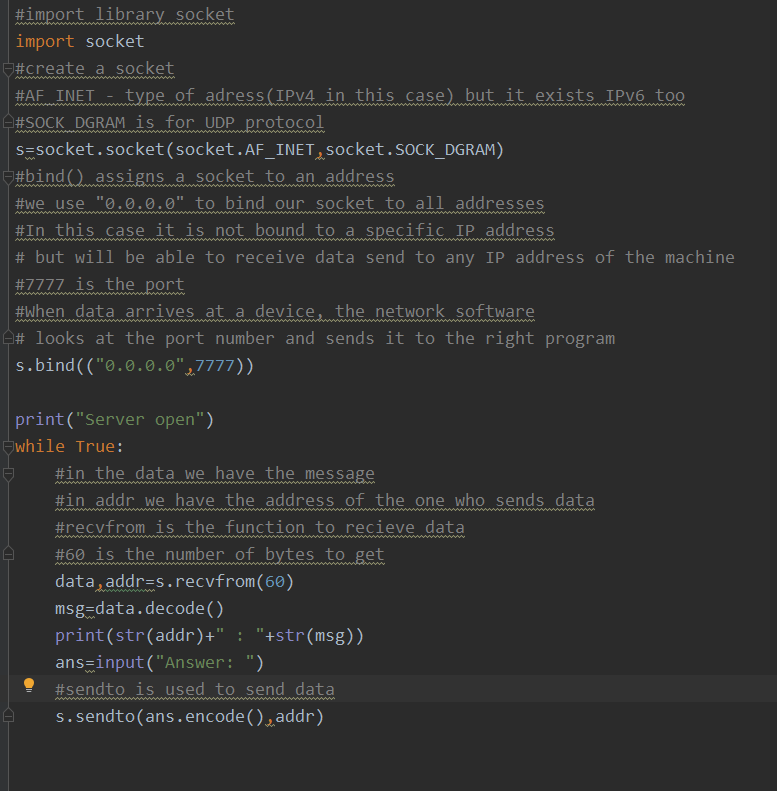 #import library socket
import socket
#create a socket
#AF_INET - type of adress(IPv4 in this case) but it exists IPv6 too
#SOCK_DGRAM is for UDP protocol
s=socket.socket(socket.AF_INET,socket.SOCK_DGRAM)
#bind() assigns a socket to an address
#we use "0.0.0.0" to bind our socket to all addresses
#In this case it is not bound to a specific IP address
# but will be able to receive data send to any IP address of the machine
#7777 is the port
#When data arrives at a device, the network software
# looks at the port number and sends it to the right program
s.bind(("0.0.0.0",7777))
print("Server open")
while True:
    #in the data we have the message
    #in addr we have the address of the one who sends data
    #recvfrom is the function to recieve data
    #60 is the number of bytes to get
    data,addr=s.recvfrom(60)
    msg=data.decode()
    print(str(addr)+" : "+str(msg))
    ans=input("Answer: ")
    #sendto is used to send data
    s.sendto(ans.encode(),addr)